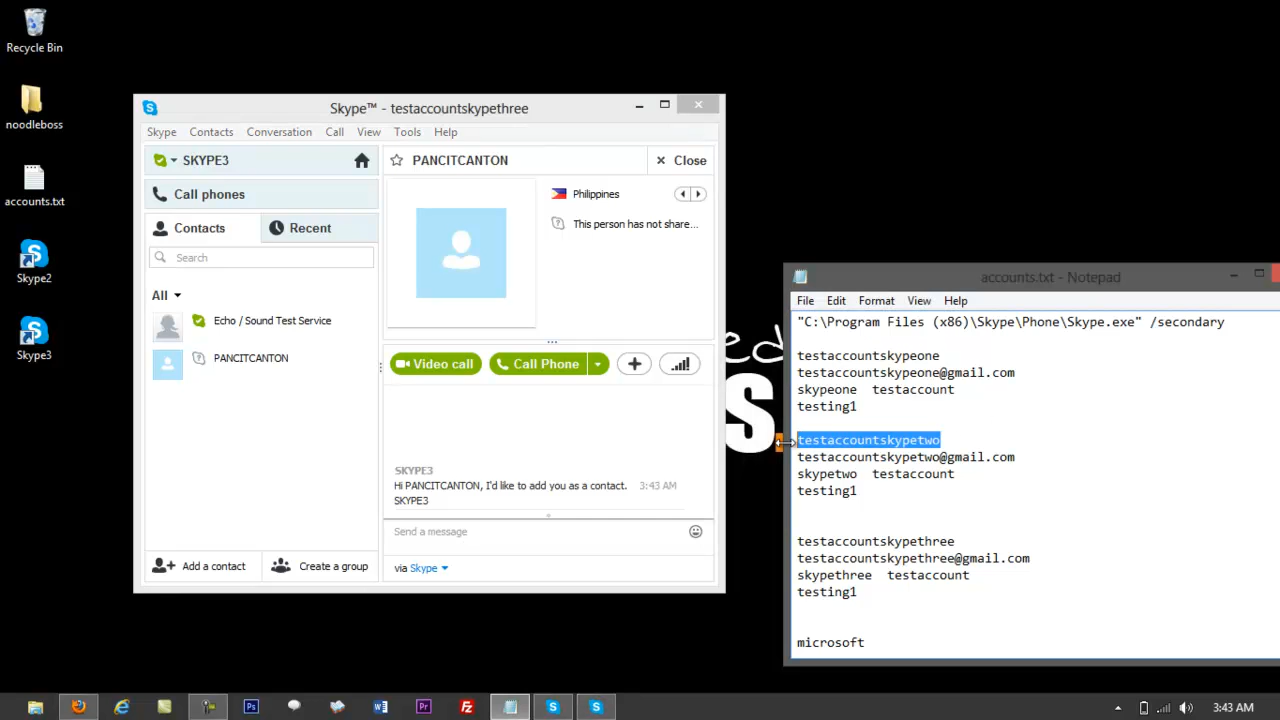 Recycle Bin
noodleboss
accounts.txt
Skype2
Skype3
Skype™ - testaccountskypethree
Skype Contacts Conversation Call View Tools Help
SKYPE3
Call phones
Contacts
Recent
Search
All
Echo / Sound Test Service
PANCITCANTON
Add a contact
Create a group
PANCITCANTON
Close
Philippines
This person has not share...
Video call
Call Phone
SKYPE3
Hi PANCITCANTON, I'd like to add you as a contact. 3:43 AM
SKYPE3
Send a message
via Skype
ed
S.
accounts.txt - Notepad
File Edit Format View Help
"C:\Program Files (x86)\Skype\Phone\Skype.exe" /secondary
testaccountskypeone
testaccountskypeone@gmail.com
skypeone testaccount
testing1
testaccountskypetwo
testaccountskypetwo@gmail.com
skypetwo testaccount
testing1
testaccountskypethree
testaccountskypethree@gmail.com
skypethree testaccount
testing1
microsoft
3:43 AM